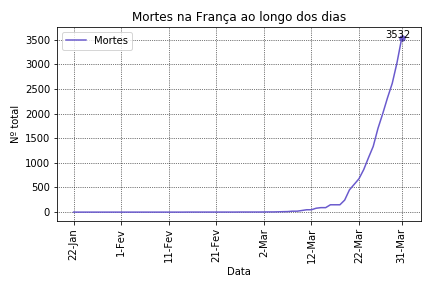 Mortes na França ao longo dos dias
Mortes
3532
Nº total
3500
3000
2500
2000
1500
1000
500
0
22-Jan
1-Fev
11-Fev
21-Fev
2-Mar
12-Mar
22-Mar
31-Mar
Data